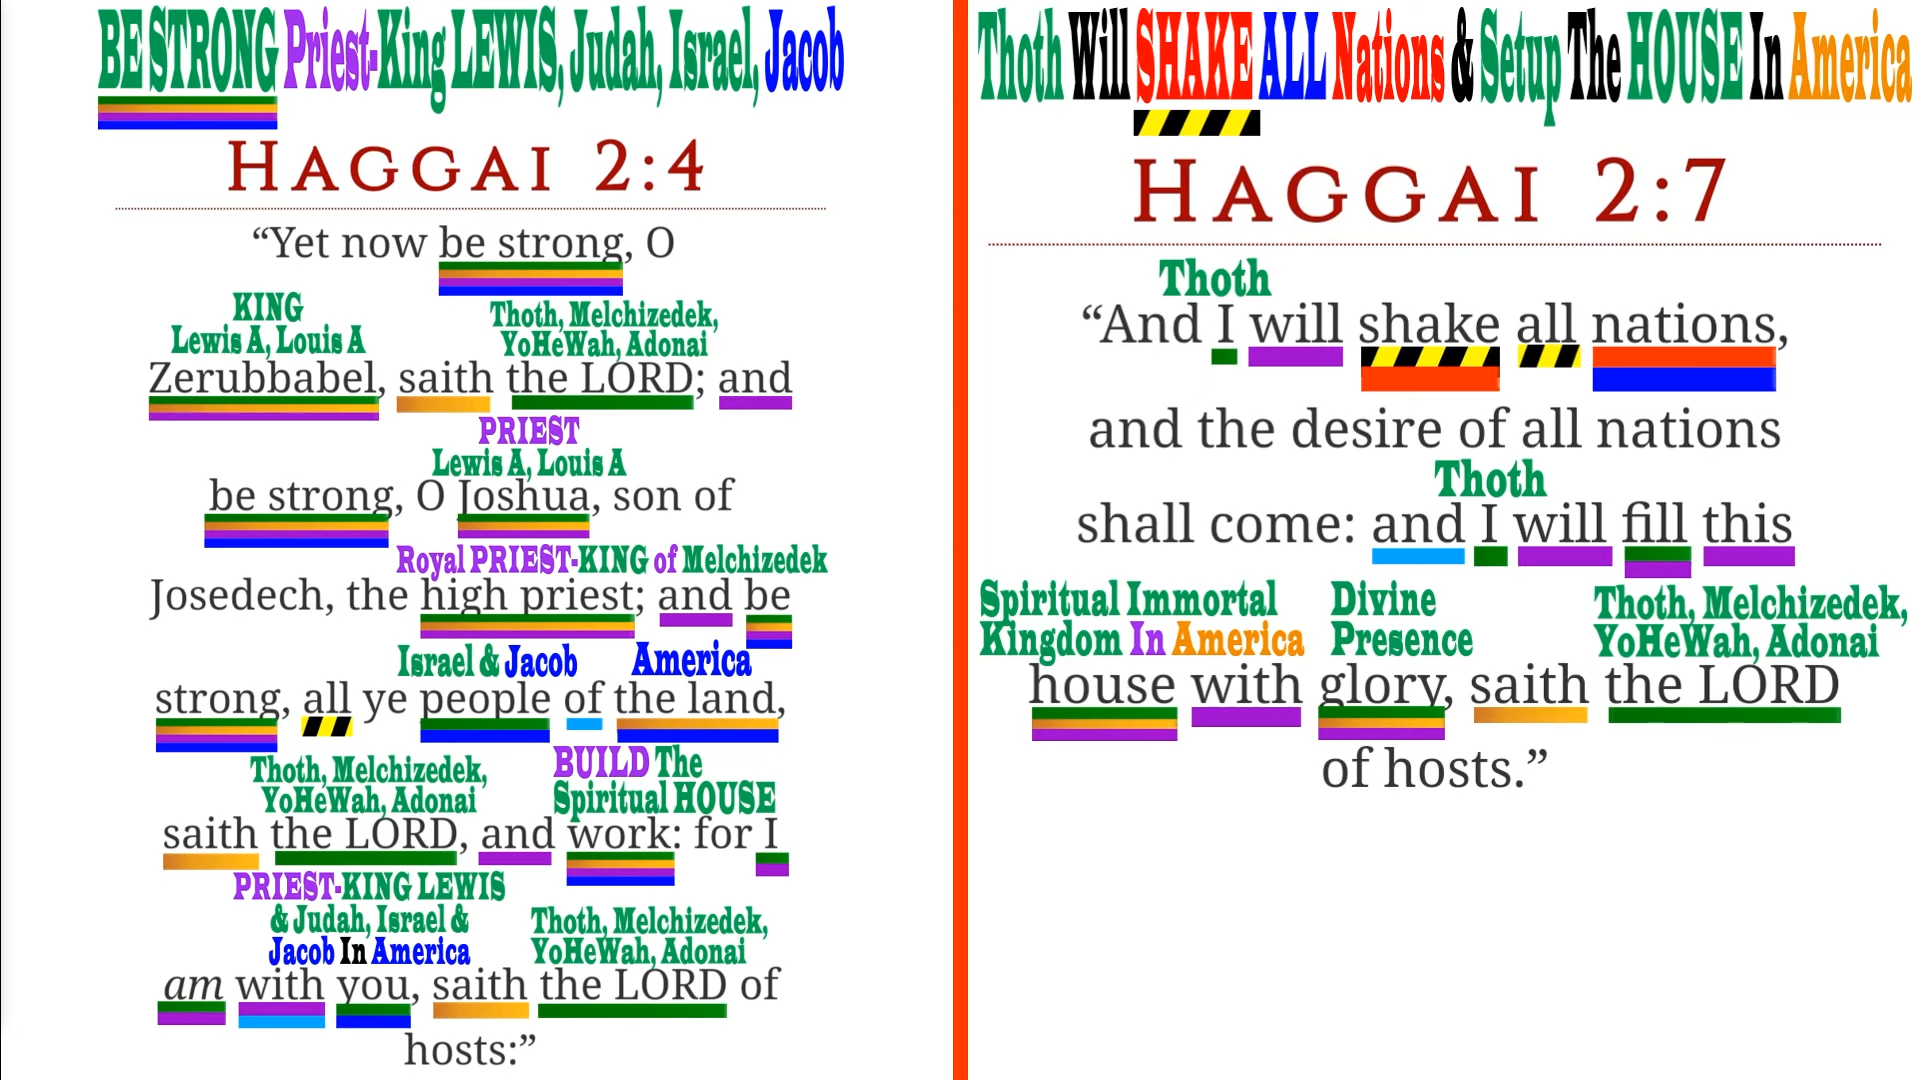 BE STRONG Priest-King LEWIS, Judah, Israel, Jacob
HAGGAI 2:4
“Yet now be strong, O
KING
Lewis A, Louis A
Thoth, Melchizedek,
YoHeWah, Adonai
Zerubbabel, saith the LORD; and
PRIEST
Lewis A, Louis A
be strong, O Joshua, son of
Royal PRIEST-KING of Melchizedek
Josedech, the high priest; and be
Israel & Jacob
America
strong, all ye people of the land,
Thoth, Melchizedek,
YoHeWah, Adonai
BUILD The
Spiritual HOUSE
saith the LORD, and work: for I
PRIEST-KING LEWIS
& Judah, Israel &
Jacob In America
Thoth, Melchizedek,
YoHeWah, Adonai
am with you, saith the LORD of
hosts:”
Thoth Will SHAKE ALL Nations & Setup The HOUSE In America
HAGGAI 2:7
Thoth
“And I will shake all nations,
and the desire of all nations
Thoth
shall come: and I will fill this
Spiritual Immortal
Kingdom In America
Divine
Presence
Thoth, Melchizedek,
YoHeWah, Adonai
house with glory, saith the LORD
of hosts.”